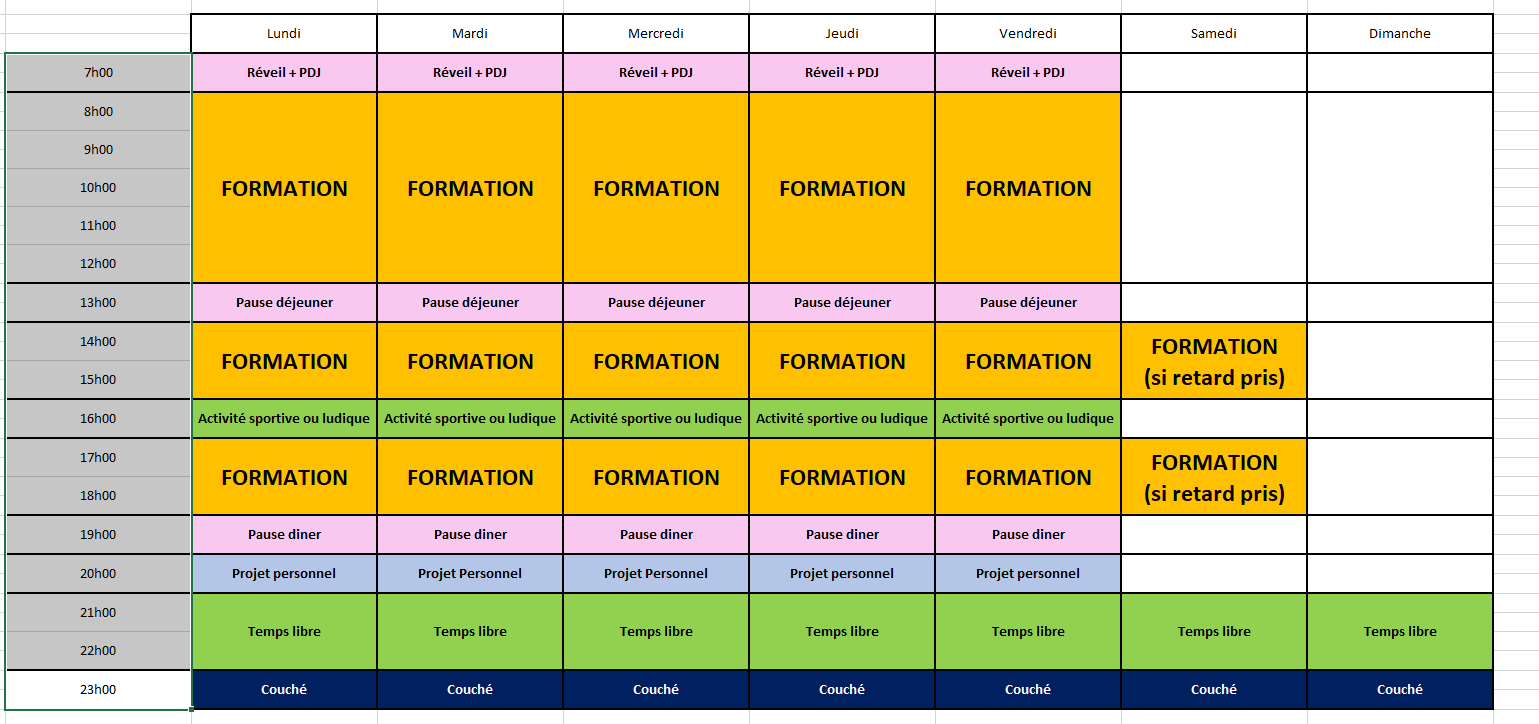 Lundi Mardi Mercredi Jeudi Vendredi Samedi Dimanche
7h00 Réveil + PDJ Réveil + PDJ Réveil + PDJ Réveil + PDJ Réveil + PDJ
8h00
9h00
10h00 FORMATION FORMATION FORMATION FORMATION FORMATION
11h00
12h00
13h00 Pause déjeuner Pause déjeuner Pause déjeuner Pause déjeuner Pause déjeuner
14h00
FORMATION FORMATION FORMATION FORMATION FORMATION FORMATION
(si retard pris)
15h00
16h00 Activité sportive ou ludique Activité sportive ou ludique Activité sportive ou ludique Activité sportive ou ludique Activité sportive ou ludique
17h00
FORMATION FORMATION FORMATION FORMATION FORMATION FORMATION
(si retard pris)
18h00
19h00 Pause diner Pause diner Pause diner Pause diner Pause diner
20h00 Projet personnel Projet Personnel Projet Personnel Projet personnel Projet personnel
21h00
Temps libre Temps libre Temps libre Temps libre Temps libre Temps libre Temps libre
22h00
23h00 Couché Couché Couché Couché Couché Couché Couché